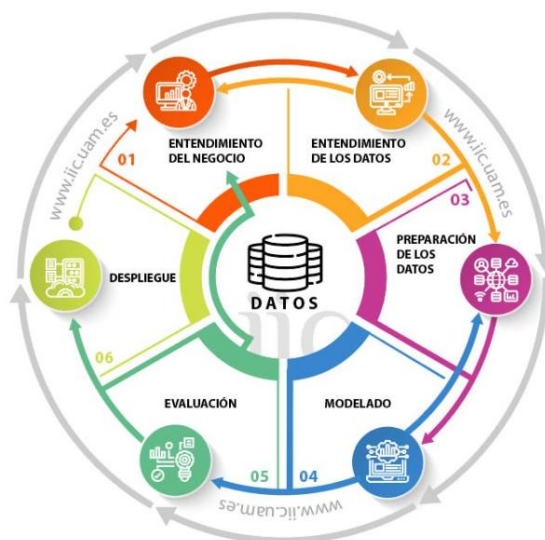 www.iic.uam.es
www.iic.uam.es
01
ENTENDIMIENTO
DEL NEGOCIO
ENTENDIMIENTO
DE LOS DATOS
02
03
PREPARACIÓN
DE LOS
DATOS
DESPLIEGUE
DATOS
iic
06
EVALUACIÓN
MODELADO
05
04
www.iic.uam.es